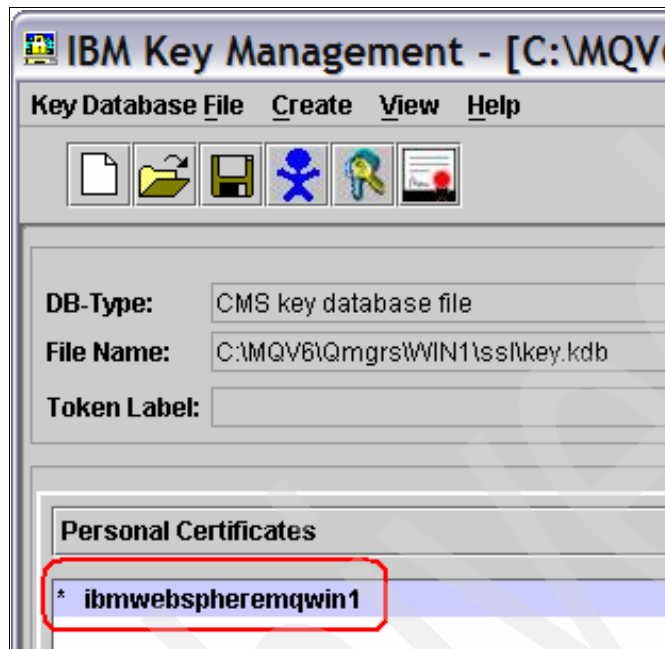 IBM Key Management - [C:\MQV6
Key Database File Create View Help
DB-Type: CMS key database file
File Name: C:\MQV6\Qmgrs\WIN1\ssl\key.kdb
Token Label:
Personal Certificates
* ibmwebspheremqwin1